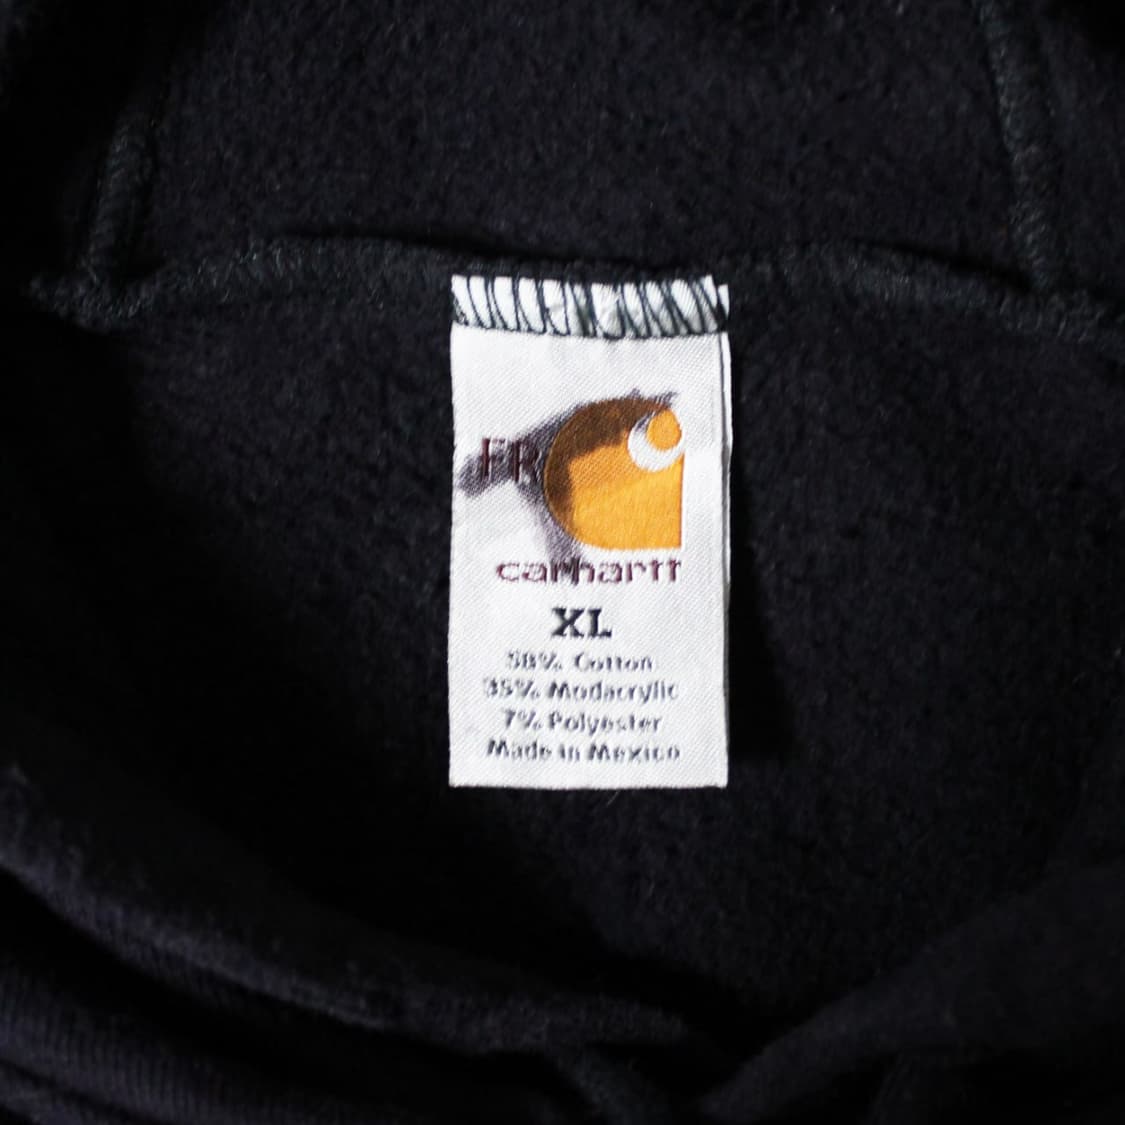 FR
carhartt
XL
58% Cotton
35% Modacrylic
7% Polyester
Made in Mexico